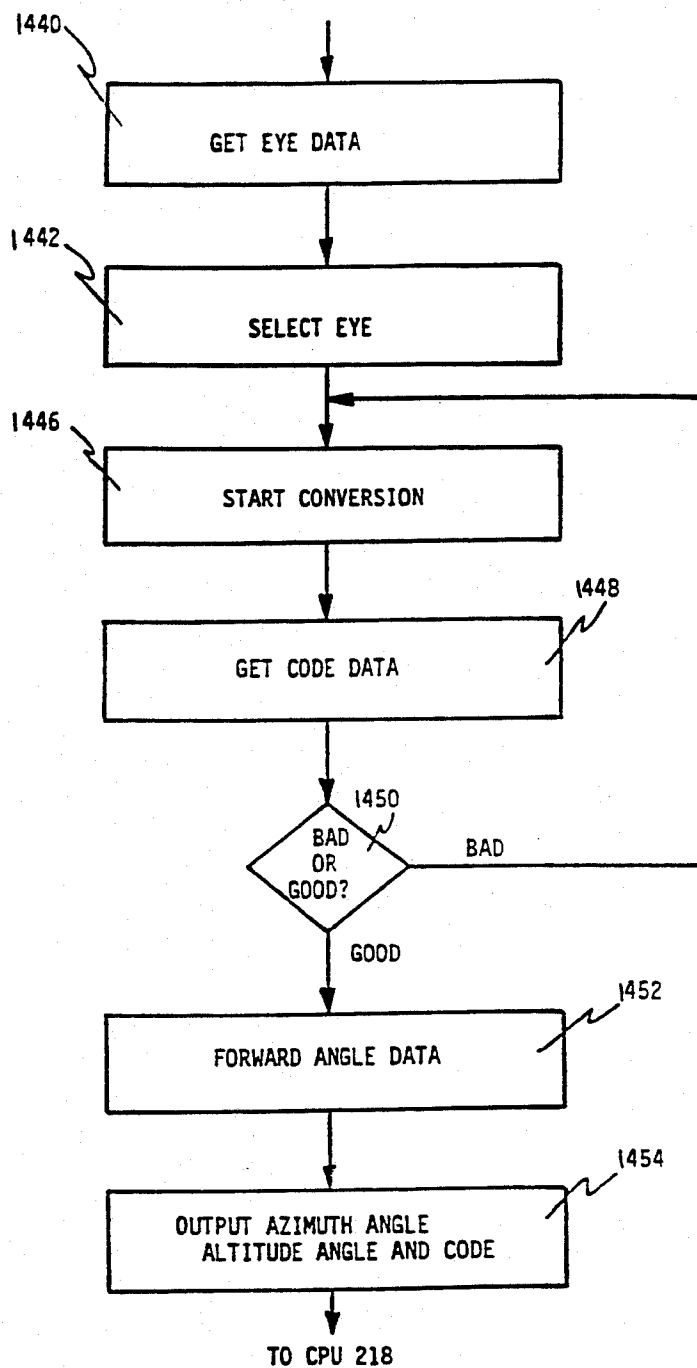 1440
GET EYE DATA
1442
SELECT EYE
1446
START CONVERSION
1448
GET CODE DATA
1450
BAD
OR
GOOD?
BAD
GOOD
1452
FORWARD ANGLE DATA
1454
OUTPUT AZIMUTH ANGLE
ALTITUDE ANGLE AND CODE
TO CPU 218